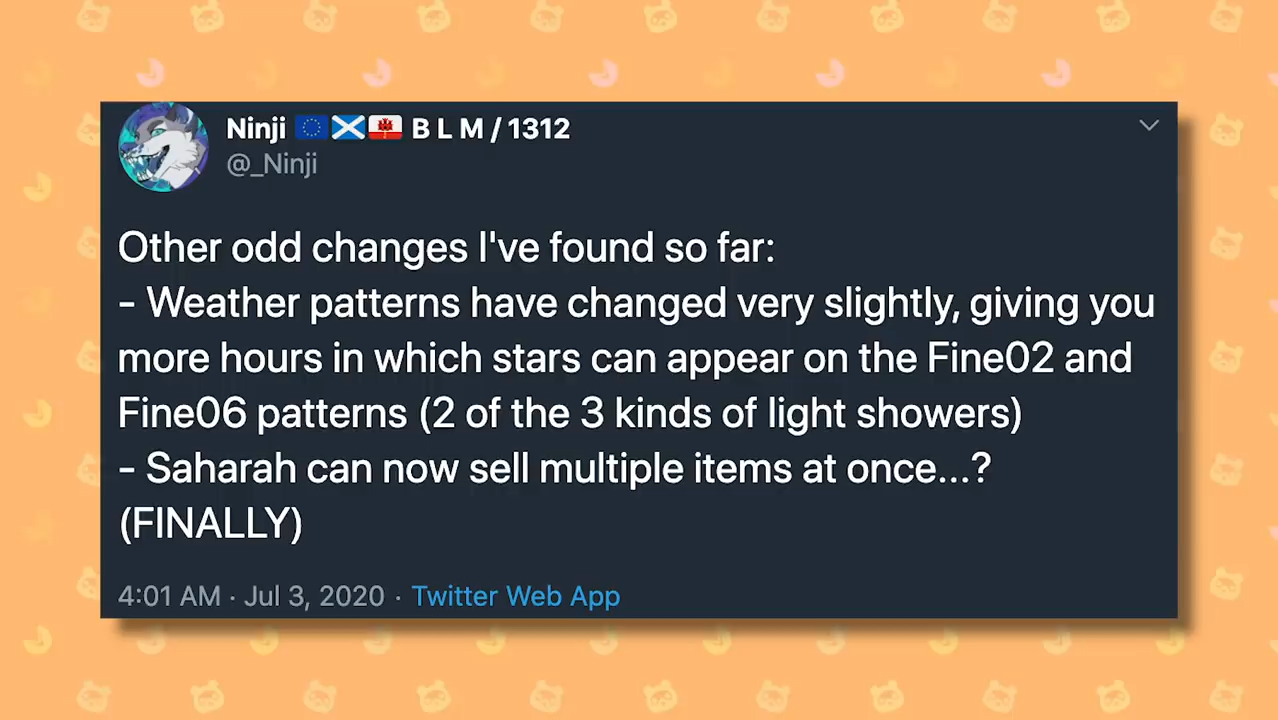 Ninji 🇪🇺🏴󠁧󠁢󠁳󠁣󠁴󠁿🇬🇮 B L M / 1312
@_Ninji
Other odd changes I've found so far:
- Weather patterns have changed very slightly, giving you
more hours in which stars can appear on the Fine02 and
Fine06 patterns (2 of the 3 kinds of light showers)
- Saharah can now sell multiple items at once...?
(FINALLY)
4:01 AM · Jul 3, 2020 · Twitter Web App